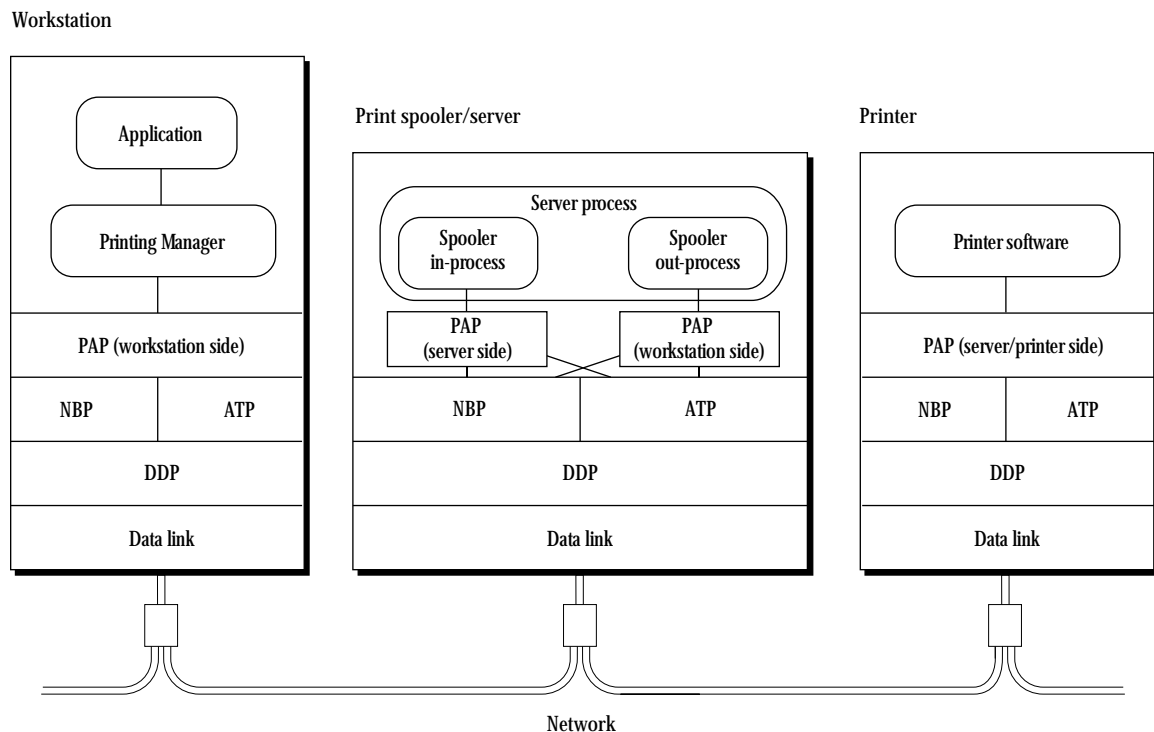 Workstation
Application
Printing Manager
PAP (workstation side)
NBP
ATP
DDP
Data link
Print spooler/server
Server process
Spooler
in-process
Spooler
out-process
PAP
(server side)
PAP
(workstation side)
NBP
ATP
DDP
Data link
Printer
Printer software
PAP (server/printer side)
NBP
ATP
DDP
Data link
Network